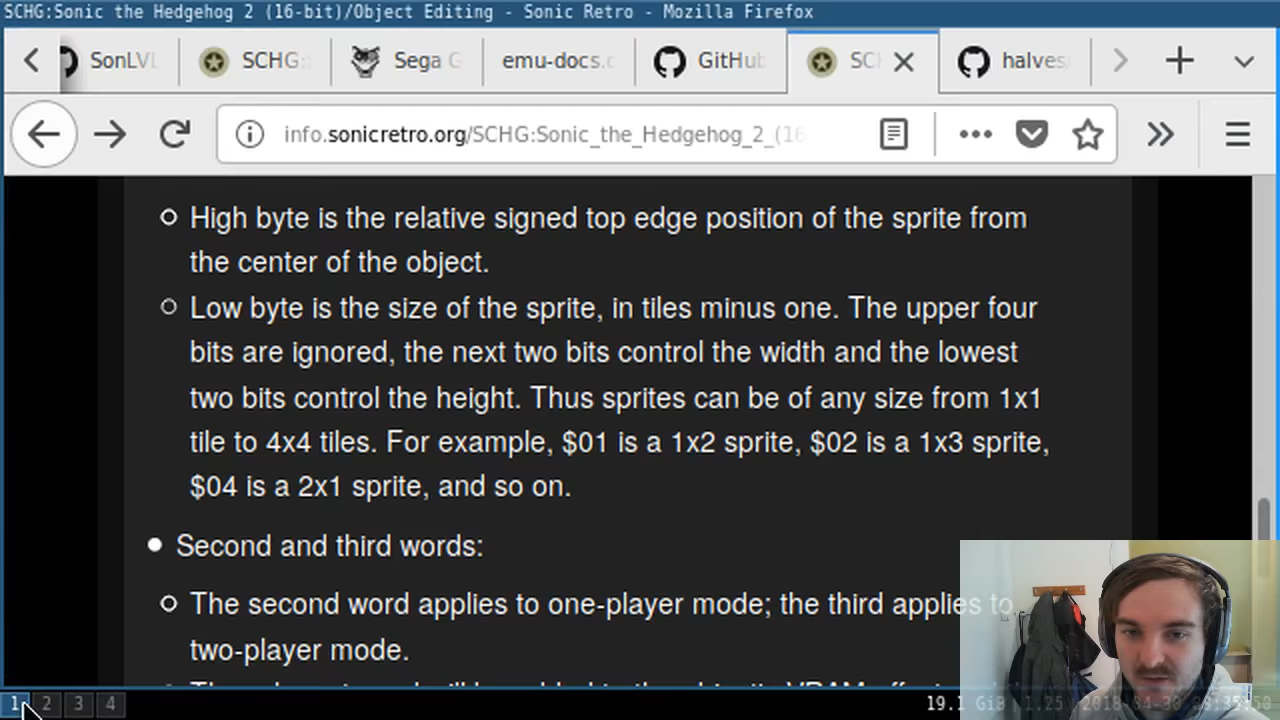 SCHG:Sonic the Hedgehog 2 (16-bit)/Object Editing - Sonic Retro - Mozilla Firefox
SonLVL SCHG: Sega G emu-docs.c GitHub SC halves
info.sonicretro.org/SCHG:Sonic_the_Hedgehog_2_(16
High byte is the relative signed top edge position of the sprite from
the center of the object.
Low byte is the size of the sprite, in tiles minus one. The upper four
bits are ignored, the next two bits control the width and the lowest
two bits control the height. Thus sprites can be of any size from 1x1
tile to 4x4 tiles. For example, $01 is a 1x2 sprite, $02 is a 1x3 sprite,
$04 is a 2x1 sprite, and so on.
Second and third words:
The second word applies to one-player mode; the third applies to
two-player mode.
1 2 3 4 19.1 GiB 1.25